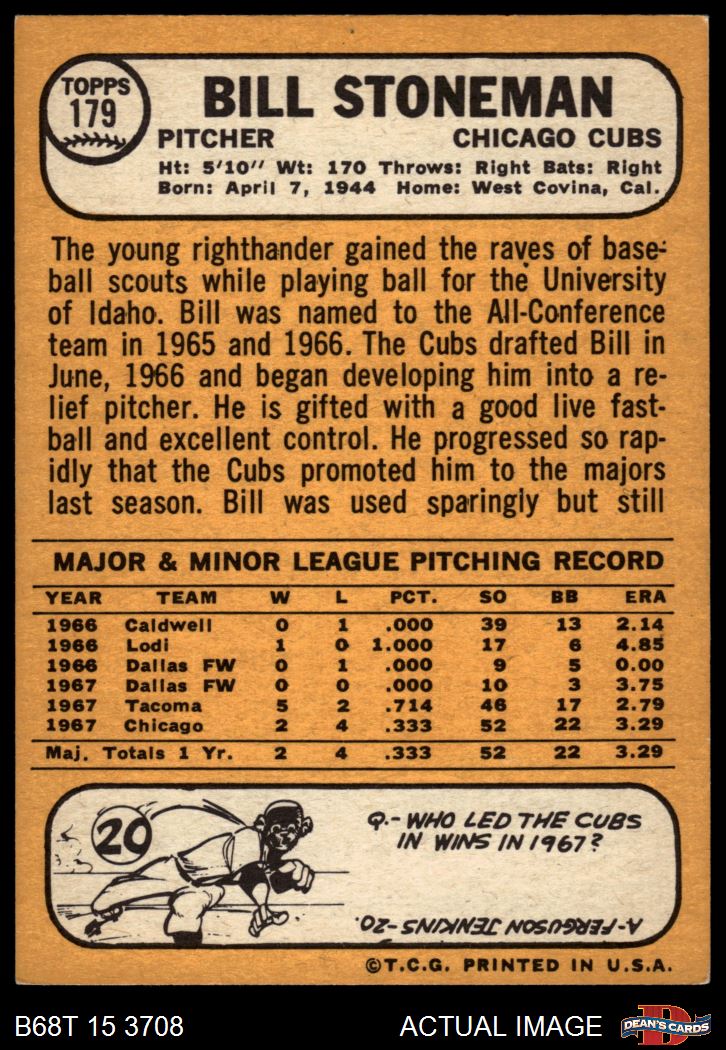 TOPPS
179
BILL STONEMAN
PITCHER CHICAGO CUBS
Ht: 5'10" Wt: 170 Throws: Right Bats: Right
Born: April 7, 1944 Home: West Covina, Cal.
The young righthander gained the raves of base-
ball scouts while playing ball for the University
of Idaho. Bill was named to the All-Conference
team in 1965 and 1966. The Cubs drafted Bill in
June, 1966 and began developing him into a re-
lief pitcher. He is gifted with a good live fast-
ball and excellent control. He progressed so rap-
idly that the Cubs promoted him to the majors
last season. Bill was used sparingly but still
MAJOR & MINOR LEAGUE PITCHING RECORD
YEAR TEAM W L PCT. SO BB ERA
1966 Caldwell 0 1 .000 39 13 2.14
1966 Lodi 1 0 1.000 17 6 4.85
1966 Dallas FW 0 1 .000 9 5 0.00
1967 Dallas FW 0 0 .000 10 3 3.75
1967 Tacoma 5 2 .714 46 17 2.79
1967 Chicago 2 4 .333 52 22 3.29
Maj. Totals 1 Yr. 2 4 .333 52 22 3.29
20
Q.- WHO LED THE CUBS
IN WINS IN 1967?
A-FERGUSON JENKINS-20.
©T.C.G. PRINTED IN U.S.A.
B68T 15 3708 ACTUAL IMAGE
D
DEAN'S CARDS